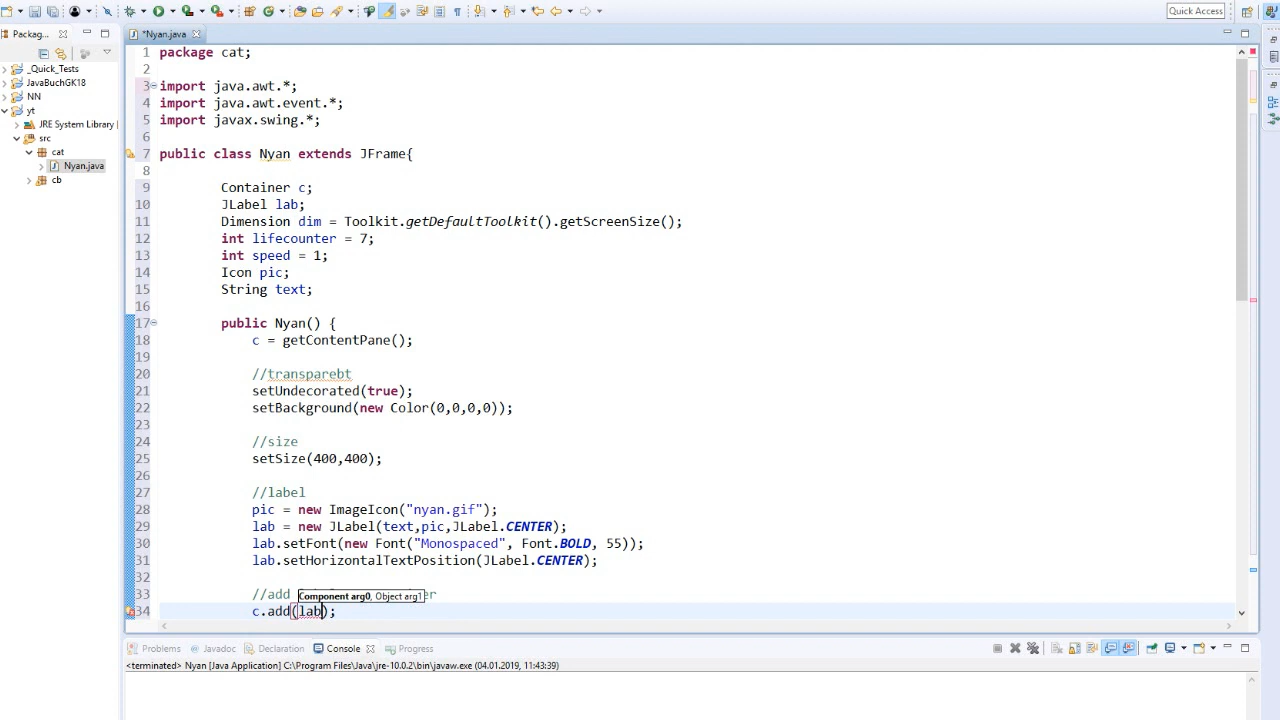 Quick Access
Packag...
*Nyan.java
_Quick_Tests
JavaBuchGK18
NN
yt
JRE System Library
src
cat
Nyan.java
cb
1 package cat;
2
3 import java.awt.*;
4 import java.awt.event.*;
5 import javax.swing.*;
6
7 public class Nyan extends JFrame{
8
9 Container c;
10 JLabel lab;
11 Dimension dim = Toolkit.getDefaultToolkit().getScreenSize();
12 int lifecounter = 7;
13 int speed = 1;
14 Icon pic;
15 String text;
16
17 public Nyan() {
18 c = getContentPane();
19
20 //transparebt
21 setUndecorated(true);
22 setBackground(new Color(0,0,0,0));
23
24 //size
25 setSize(400,400);
26
27 //label
28 pic = new ImageIcon("nyan.gif");
29 lab = new JLabel(text,pic,JLabel.CENTER);
30 lab.setFont(new Font("Monospaced", Font.BOLD, 55));
31 lab.setHorizontalTextPosition(JLabel.CENTER);
32
33 //add Component arg0, Object arg1 er
34 c.add(lab);
Problems Javadoc Declaration Console Progress
<terminated> Nyan [Java Application] C:\Program Files\Java\jre-10.0.2\bin\javaw.exe (04.01.2019, 11:43:39)